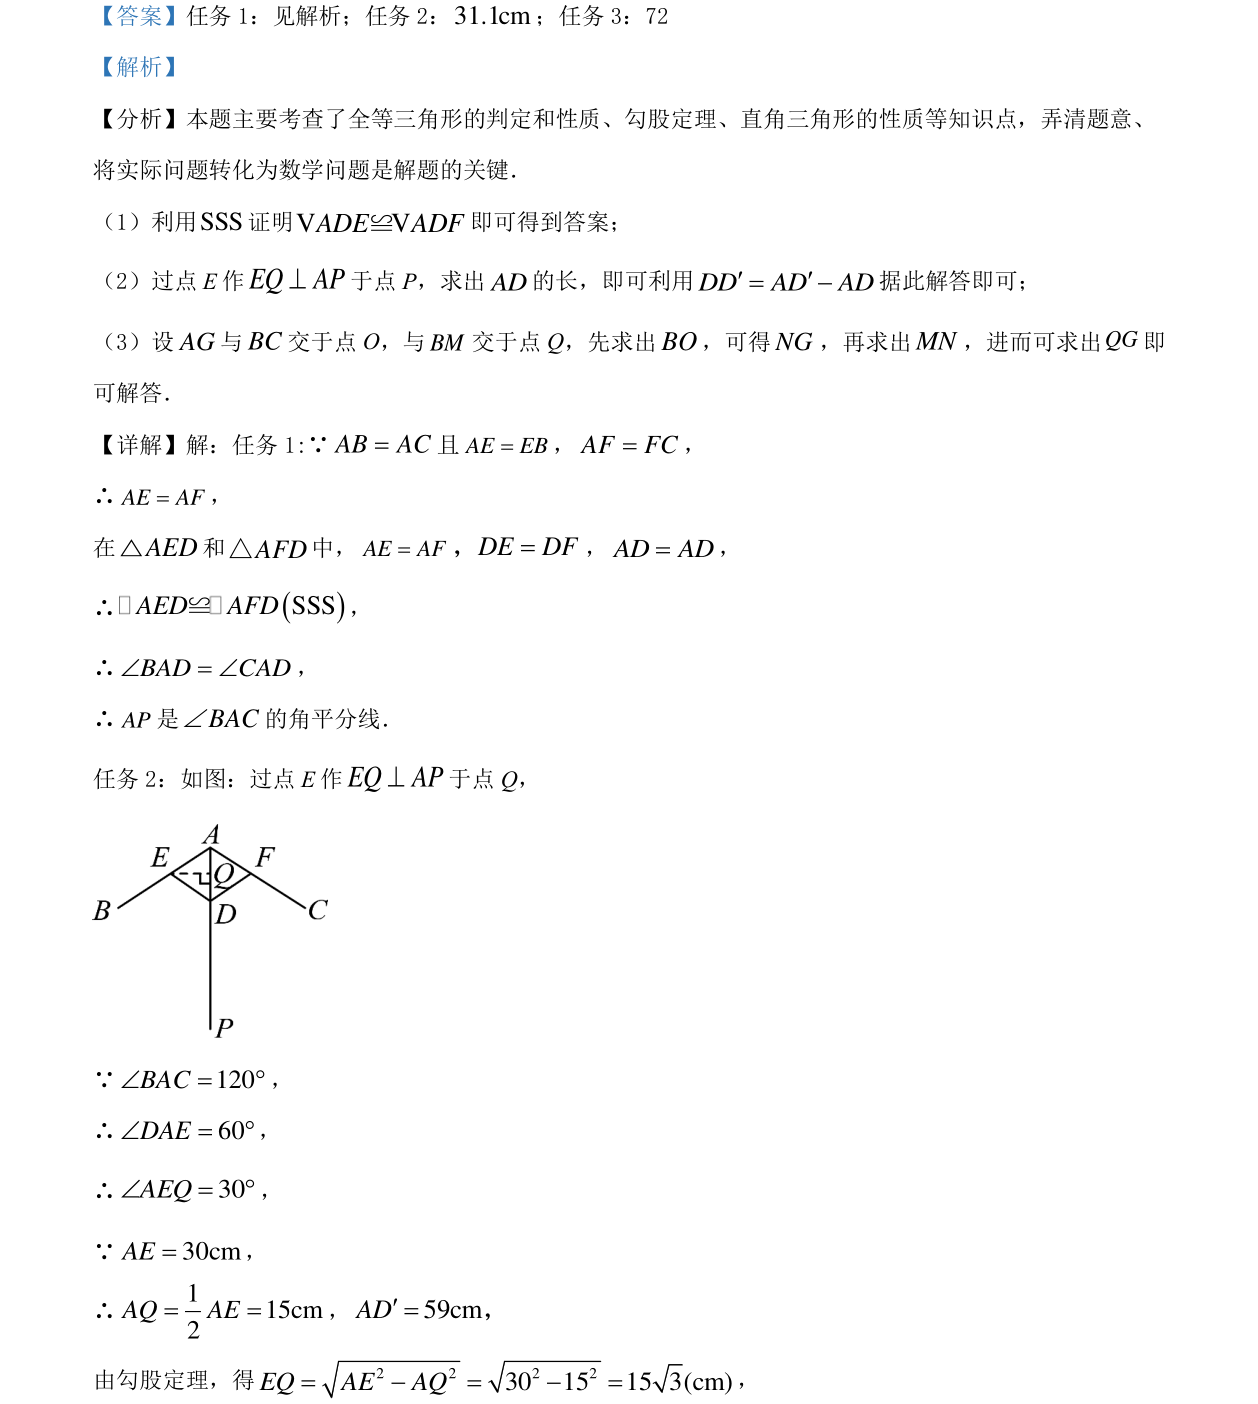 【答案】任务 1：见解析；任务 2：31.1cm；任务 3：72
【解析】
【分析】本题主要考查了全等三角形的判定和性质、勾股定理、直角三角形的性质等知识点，弄清题意、
将实际问题转化为数学问题是解题的关键．
（1）利用SSS证明VADE≌VADF即可得到答案；
（2）过点 E 作EQ⊥AP于点 P，求出AD的长，即可利用DD′=AD′−AD据此解答即可；
（3）设AG与BC交于点 O，与BM交于点 Q，先求出BO，可得NG，再求出MN，进而可求出QG即
可解答．
【详解】解：任务 1:∵AB=AC且AE=EB，AF=FC，
∴AE=AF，
在△AED和△AFD中，AE=AF，DE=DF，AD=AD，
∴□AED≌□AFD(SSS)，
∴∠BAD=∠CAD，
∴AP是∠BAC的角平分线．
任务 2：如图：过点 E 作EQ⊥AP于点 Q，
A
E F
Q
B D C
P
∵∠BAC=120°，
∴∠DAE=60°，
∴∠AEQ=30°，
∵AE=30cm，
∴AQ=1/2AE=15cm，AD′=59cm，
由勾股定理，得EQ=√(AE²−AQ²)=√(30²−15²)=15√3(cm)，